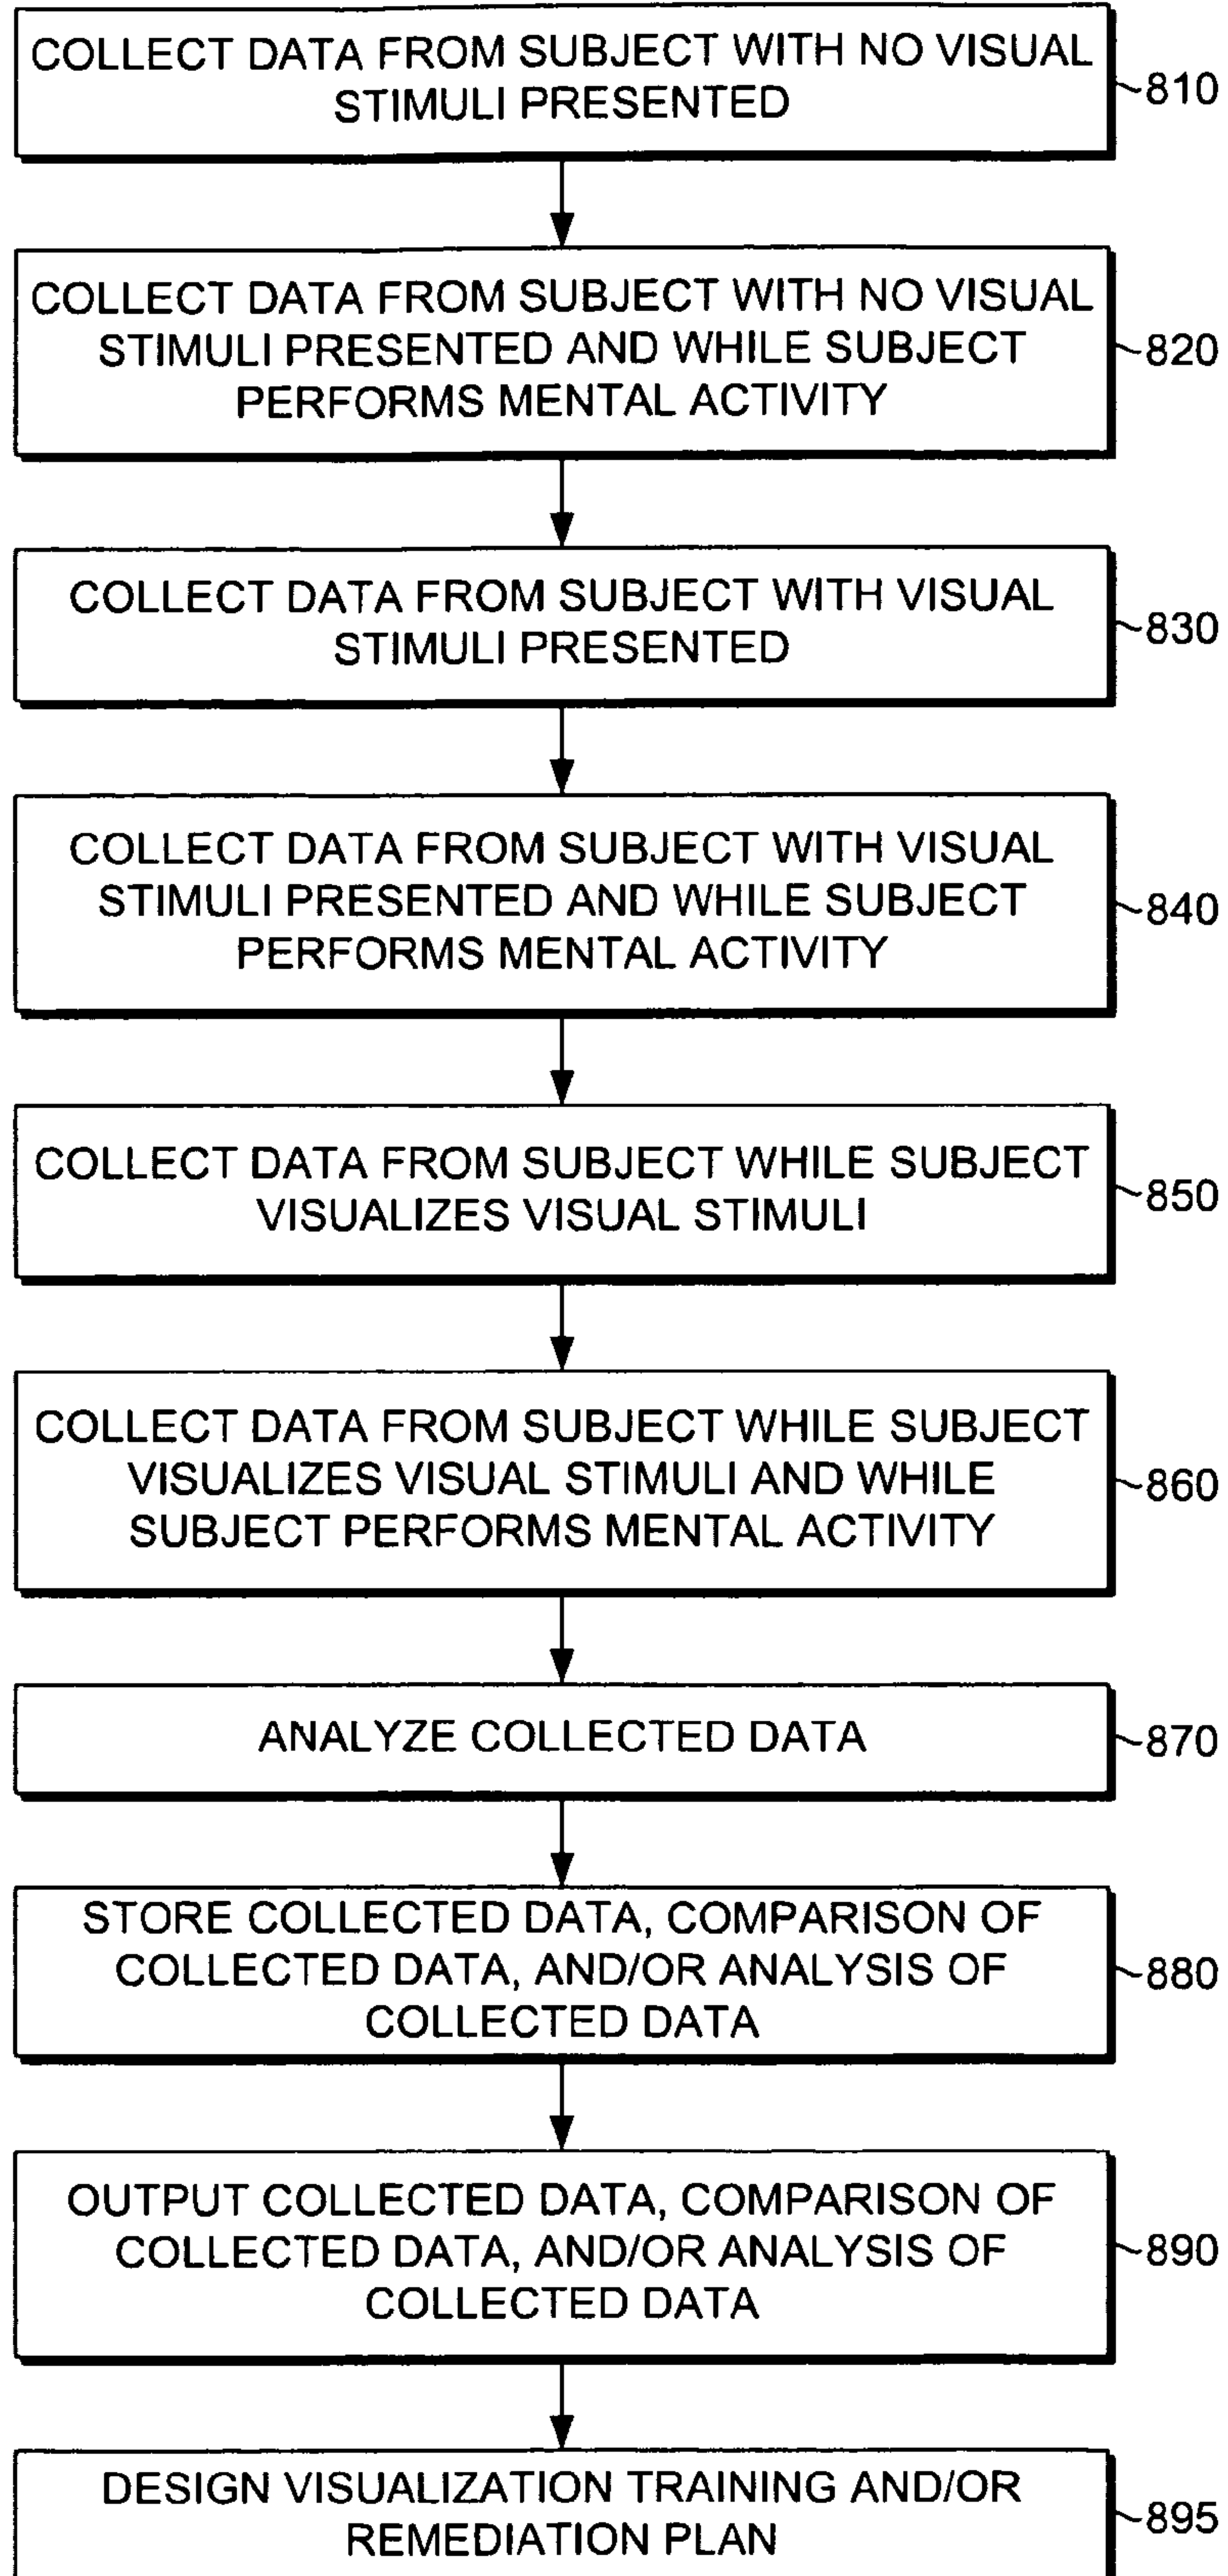 COLLECT DATA FROM SUBJECT WITH NO VISUAL
STIMULI PRESENTED
810
COLLECT DATA FROM SUBJECT WITH NO VISUAL
STIMULI PRESENTED AND WHILE SUBJECT
PERFORMS MENTAL ACTIVITY
820
COLLECT DATA FROM SUBJECT WITH VISUAL
STIMULI PRESENTED
830
COLLECT DATA FROM SUBJECT WITH VISUAL
STIMULI PRESENTED AND WHILE SUBJECT
PERFORMS MENTAL ACTIVITY
840
COLLECT DATA FROM SUBJECT WHILE SUBJECT
VISUALIZES VISUAL STIMULI
850
COLLECT DATA FROM SUBJECT WHILE SUBJECT
VISUALIZES VISUAL STIMULI AND WHILE
SUBJECT PERFORMS MENTAL ACTIVITY
860
ANALYZE COLLECTED DATA
870
STORE COLLECTED DATA, COMPARISON OF
COLLECTED DATA, AND/OR ANALYSIS OF
COLLECTED DATA
880
OUTPUT COLLECTED DATA, COMPARISON OF
COLLECTED DATA, AND/OR ANALYSIS OF
COLLECTED DATA
890
DESIGN VISUALIZATION TRAINING AND/OR
REMEDIATION PLAN
895